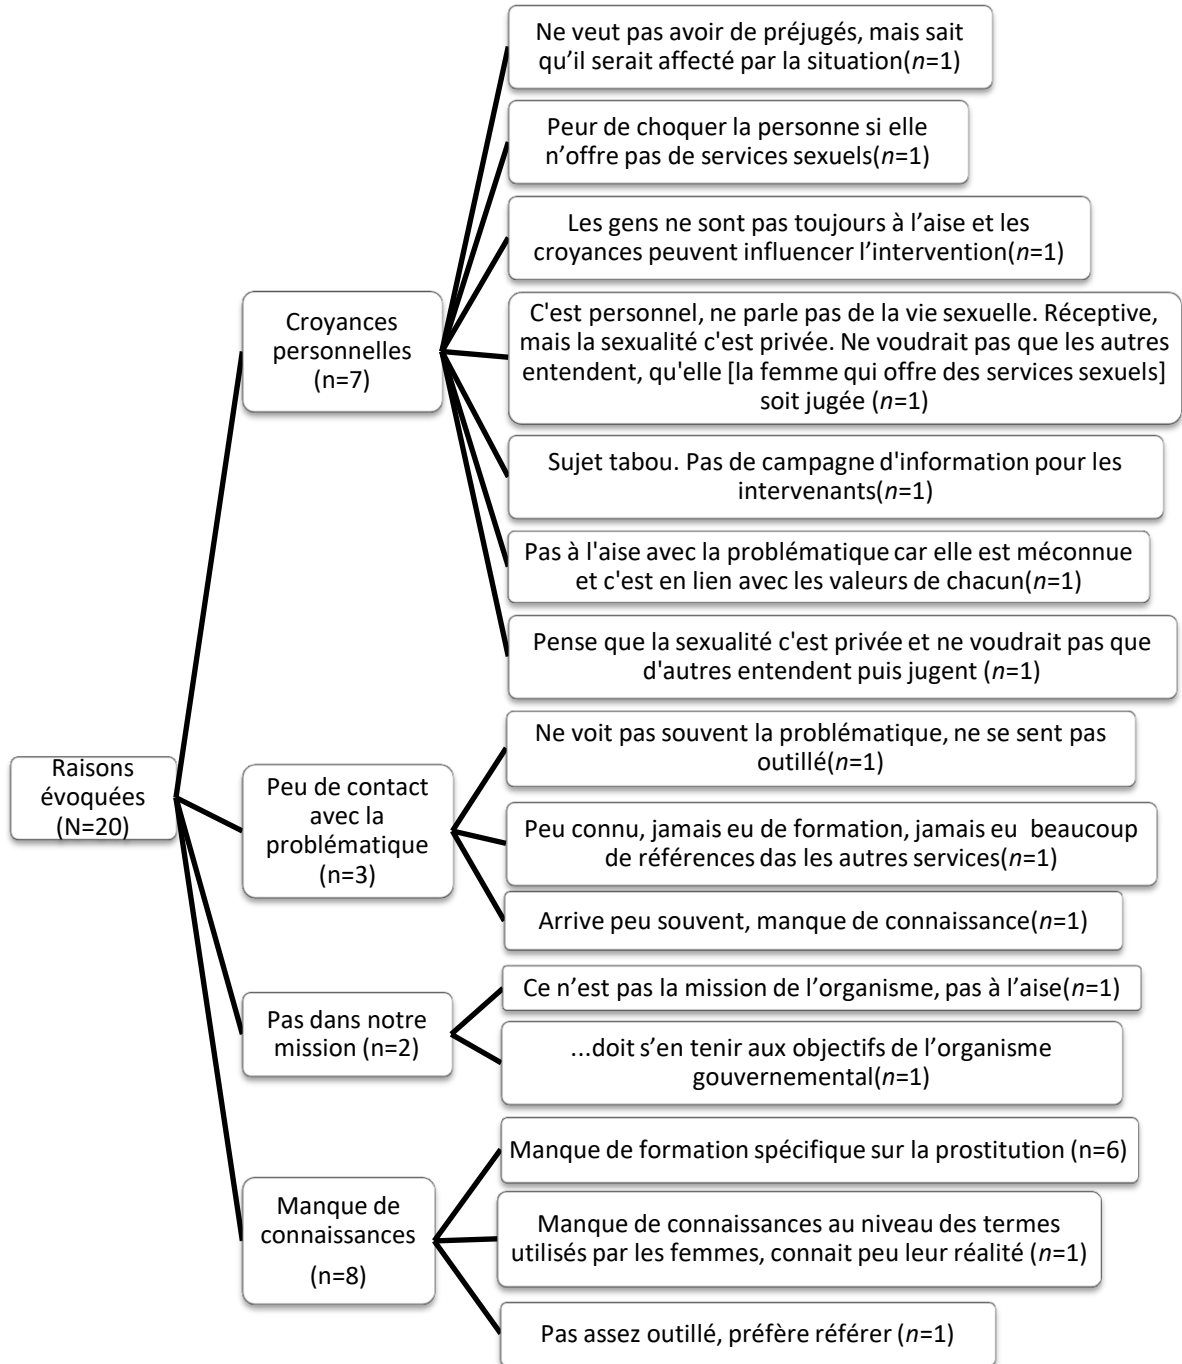 Raisons
évoquées
(N=20)
Croyances
personnelles
(n=7)
Ne veut pas avoir de préjugés, mais sait
qu’il serait affecté par la situation(n=1)
Peur de choquer la personne si elle
n’offre pas de services sexuels(n=1)
Les gens ne sont pas toujours à l’aise et les
croyances peuvent influencer l’intervention(n=1)
C'est personnel, ne parle pas de la vie sexuelle. Réceptive,
mais la sexualité c'est privée. Ne voudrait pas que les autres
entendent, qu'elle [la femme qui offre des services sexuels]
soit jugée (n=1)
Sujet tabou. Pas de campagne d'information pour les
intervenants(n=1)
Pas à l'aise avec la problématique car elle est méconnue
et c'est en lien avec les valeurs de chacun(n=1)
Pense que la sexualité c'est privée et ne voudrait pas que
d'autres entendent puis jugent (n=1)
Peu de contact
avec la
problématique
(n=3)
Ne voit pas souvent la problématique, ne se sent pas
outillé(n=1)
Peu connu, jamais eu de formation, jamais eu beaucoup
de références das les autres services(n=1)
Arrive peu souvent, manque de connaissance(n=1)
Pas dans notre
mission (n=2)
Ce n’est pas la mission de l’organisme, pas à l’aise(n=1)
...doit s’en tenir aux objectifs de l’organisme
gouvernemental(n=1)
Manque de
connaissances
(n=8)
Manque de formation spécifique sur la prostitution (n=6)
Manque de connaissances au niveau des termes
utilisés par les femmes, connait peu leur réalité (n=1)
Pas assez outillé, préfère référer (n=1)